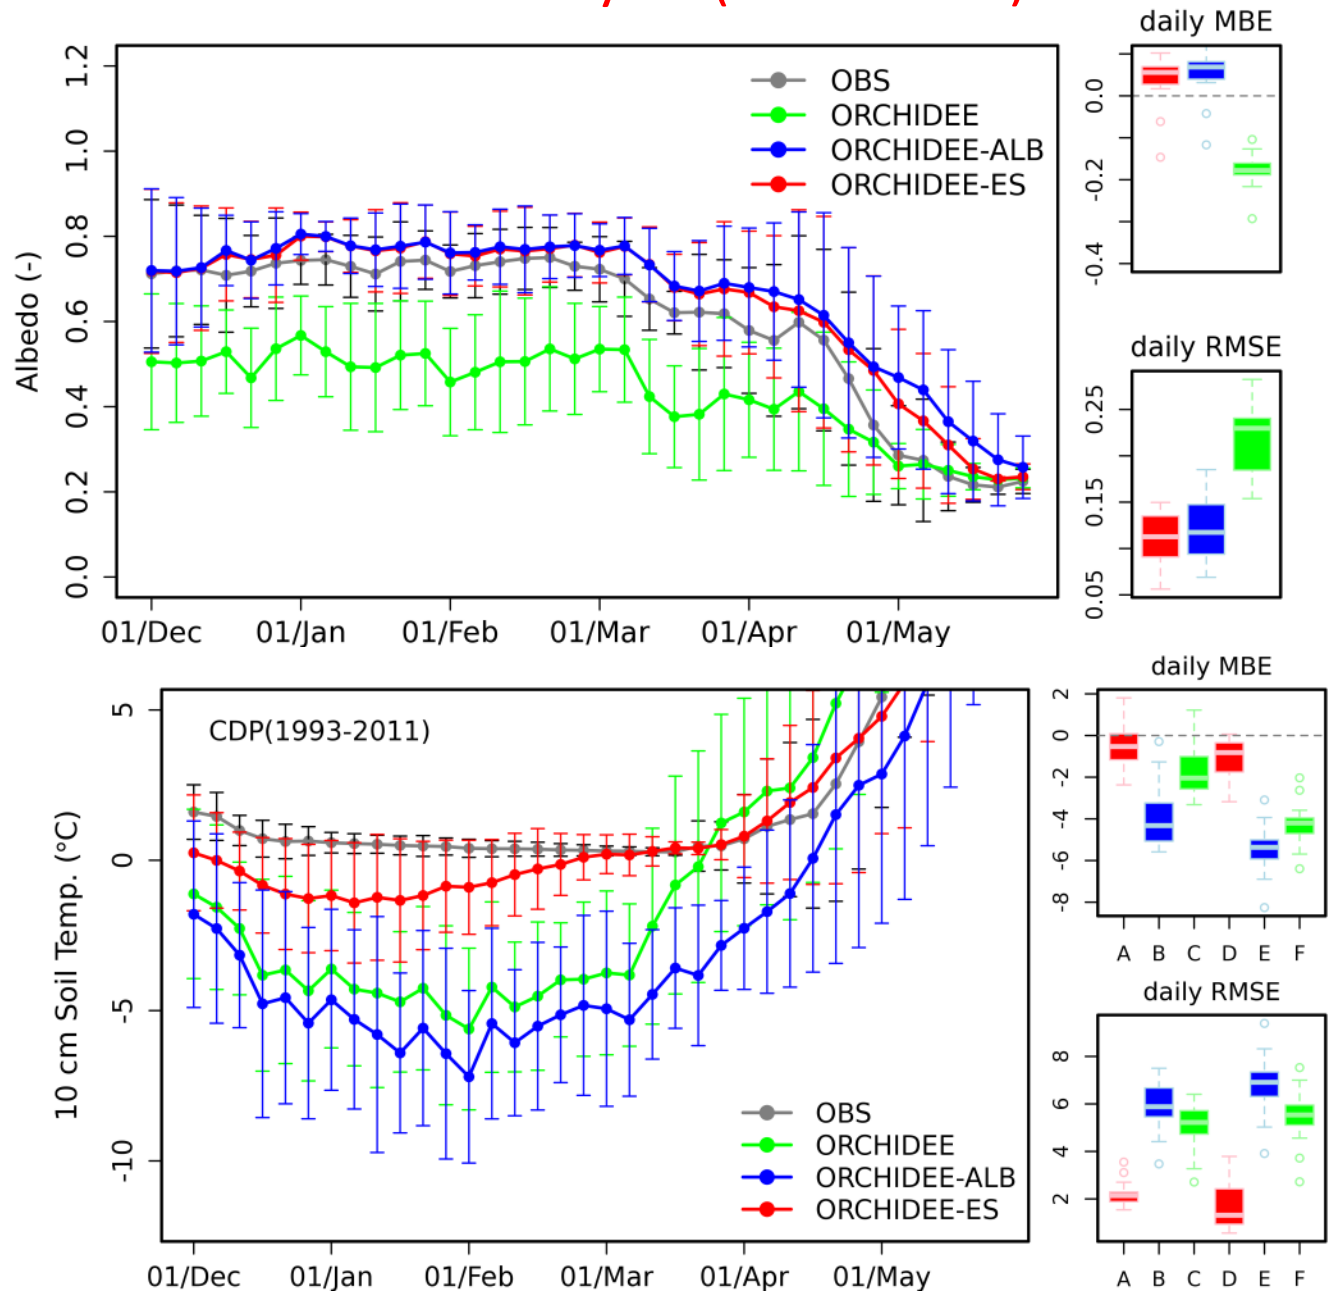 daily MBE
1.2
1.0
0.8
0.6
0.4
0.2
0.0
Albedo (-)
OBS
ORCHIDEE
ORCHIDEE-ALB
ORCHIDEE-ES
01/Dec 01/Jan 01/Feb 01/Mar 01/Apr 01/May
0.0
-0.2
-0.4
daily RMSE
0.25
0.15
0.05
daily MBE
CDP(1993-2011)
5
0
-5
-10
10 cm Soil Temp. (°C)
OBS
ORCHIDEE
ORCHIDEE-ALB
ORCHIDEE-ES
01/Dec 01/Jan 01/Feb 01/Mar 01/Apr 01/May
2
0
-2
-4
-6
-8
A B C D E F
daily RMSE
8
6
4
2
A B C D E F